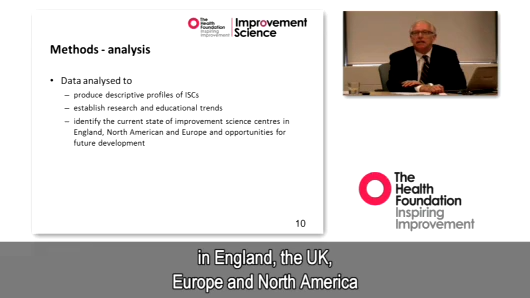 The
Health
Foundation
Inspiring
Improvement
Improvement
Science
Methods - analysis
• Data analysed to
– produce descriptive profiles of ISCs
– establish research and educational trends
– identify the current state of improvement science centres in
England, North American and Europe and opportunities for
future development
10
The
Health
Foundation
Inspiring
Improvement
in England, the UK,
Europe and North America